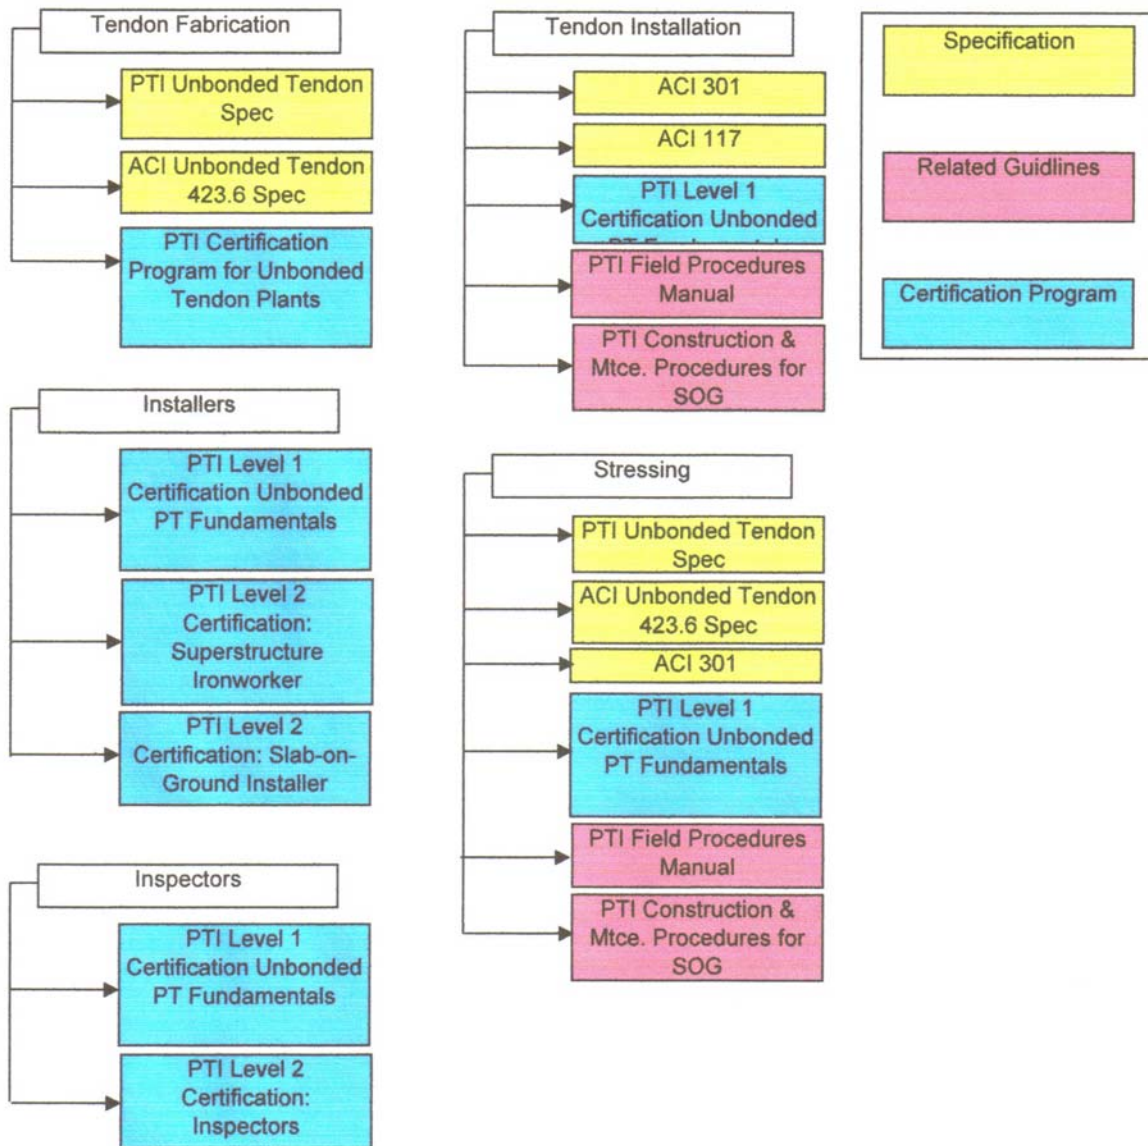 Tendon Fabrication
PTI Unbonded Tendon
Spec
ACI Unbonded Tendon
423.6 Spec
PTI Certification
Program for Unbonded
Tendon Plants
Installers
PTI Level 1
Certification Unbonded
PT Fundamentals
PTI Level 2
Certification:
Superstructure
Ironworker
PTI Level 2
Certification: Slab-on-
Ground Installer
Inspectors
PTI Level 1
Certification Unbonded
PT Fundamentals
PTI Level 2
Certification:
Inspectors
Tendon Installation
ACI 301
ACI 117
PTI Level 1
Certification Unbonded
PT Fundamentals
PTI Field Procedures
Manual
PTI Construction &
Mtce. Procedures for
SOG
Stressing
PTI Unbonded Tendon
Spec
ACI Unbonded Tendon
423.6 Spec
ACI 301
PTI Level 1
Certification Unbonded
PT Fundamentals
PTI Field Procedures
Manual
PTI Construction &
Mtce. Procedures for
SOG
Specification
Related Guidlines
Certification Program